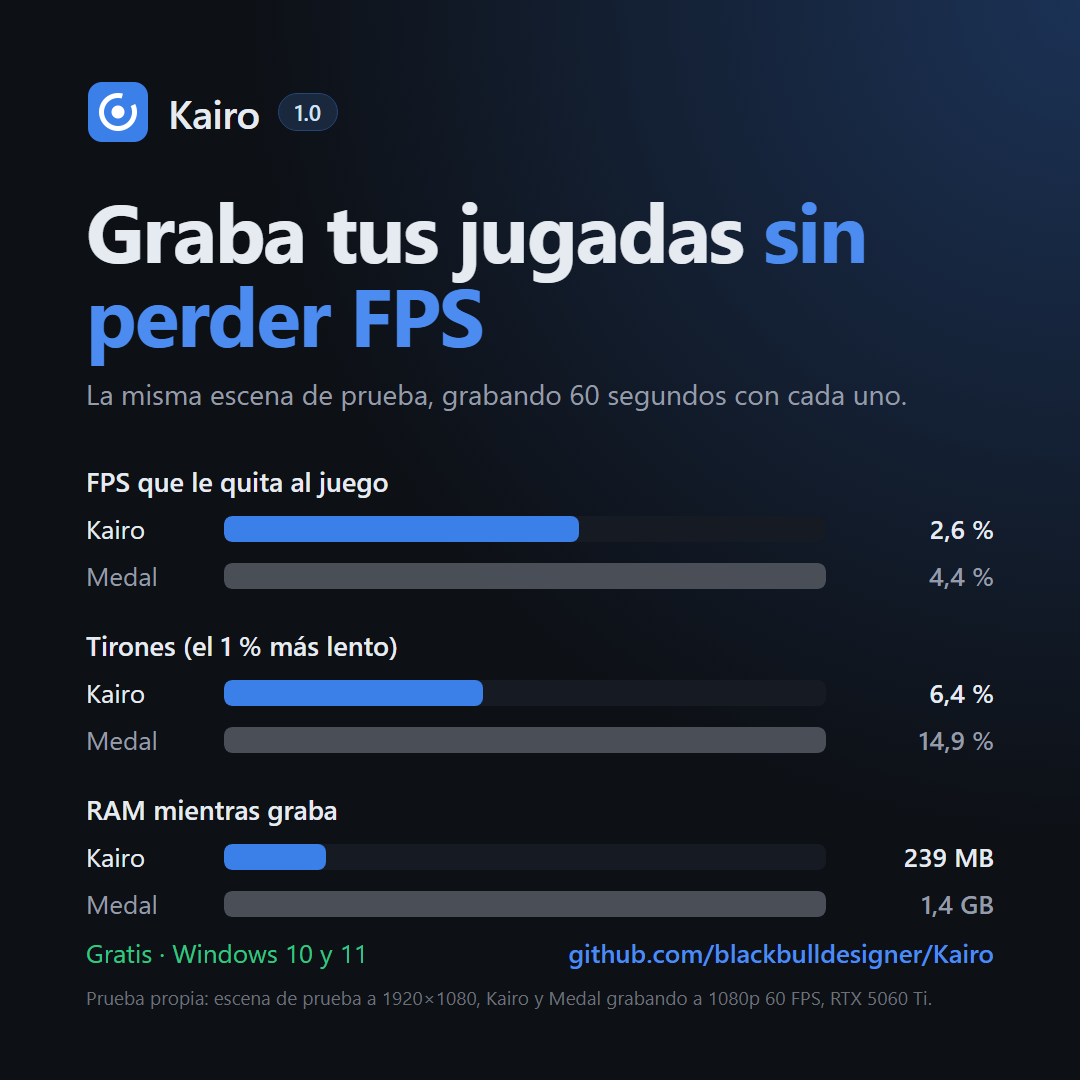 Kairo 1.0
Graba tus jugadas sin
perder FPS
La misma escena de prueba, grabando 60 segundos con cada uno.
FPS que le quita al juego
Kairo 2,6 %
Medal 4,4 %
Tirones (el 1 % más lento)
Kairo 6,4 %
Medal 14,9 %
RAM mientras graba
Kairo 239 MB
Medal 1,4 GB
Gratis · Windows 10 y 11 github.com/blackbulldesigner/Kairo
Prueba propia: escena de prueba a 1920×1080, Kairo y Medal grabando a 1080p 60 FPS, RTX 5060 Ti.